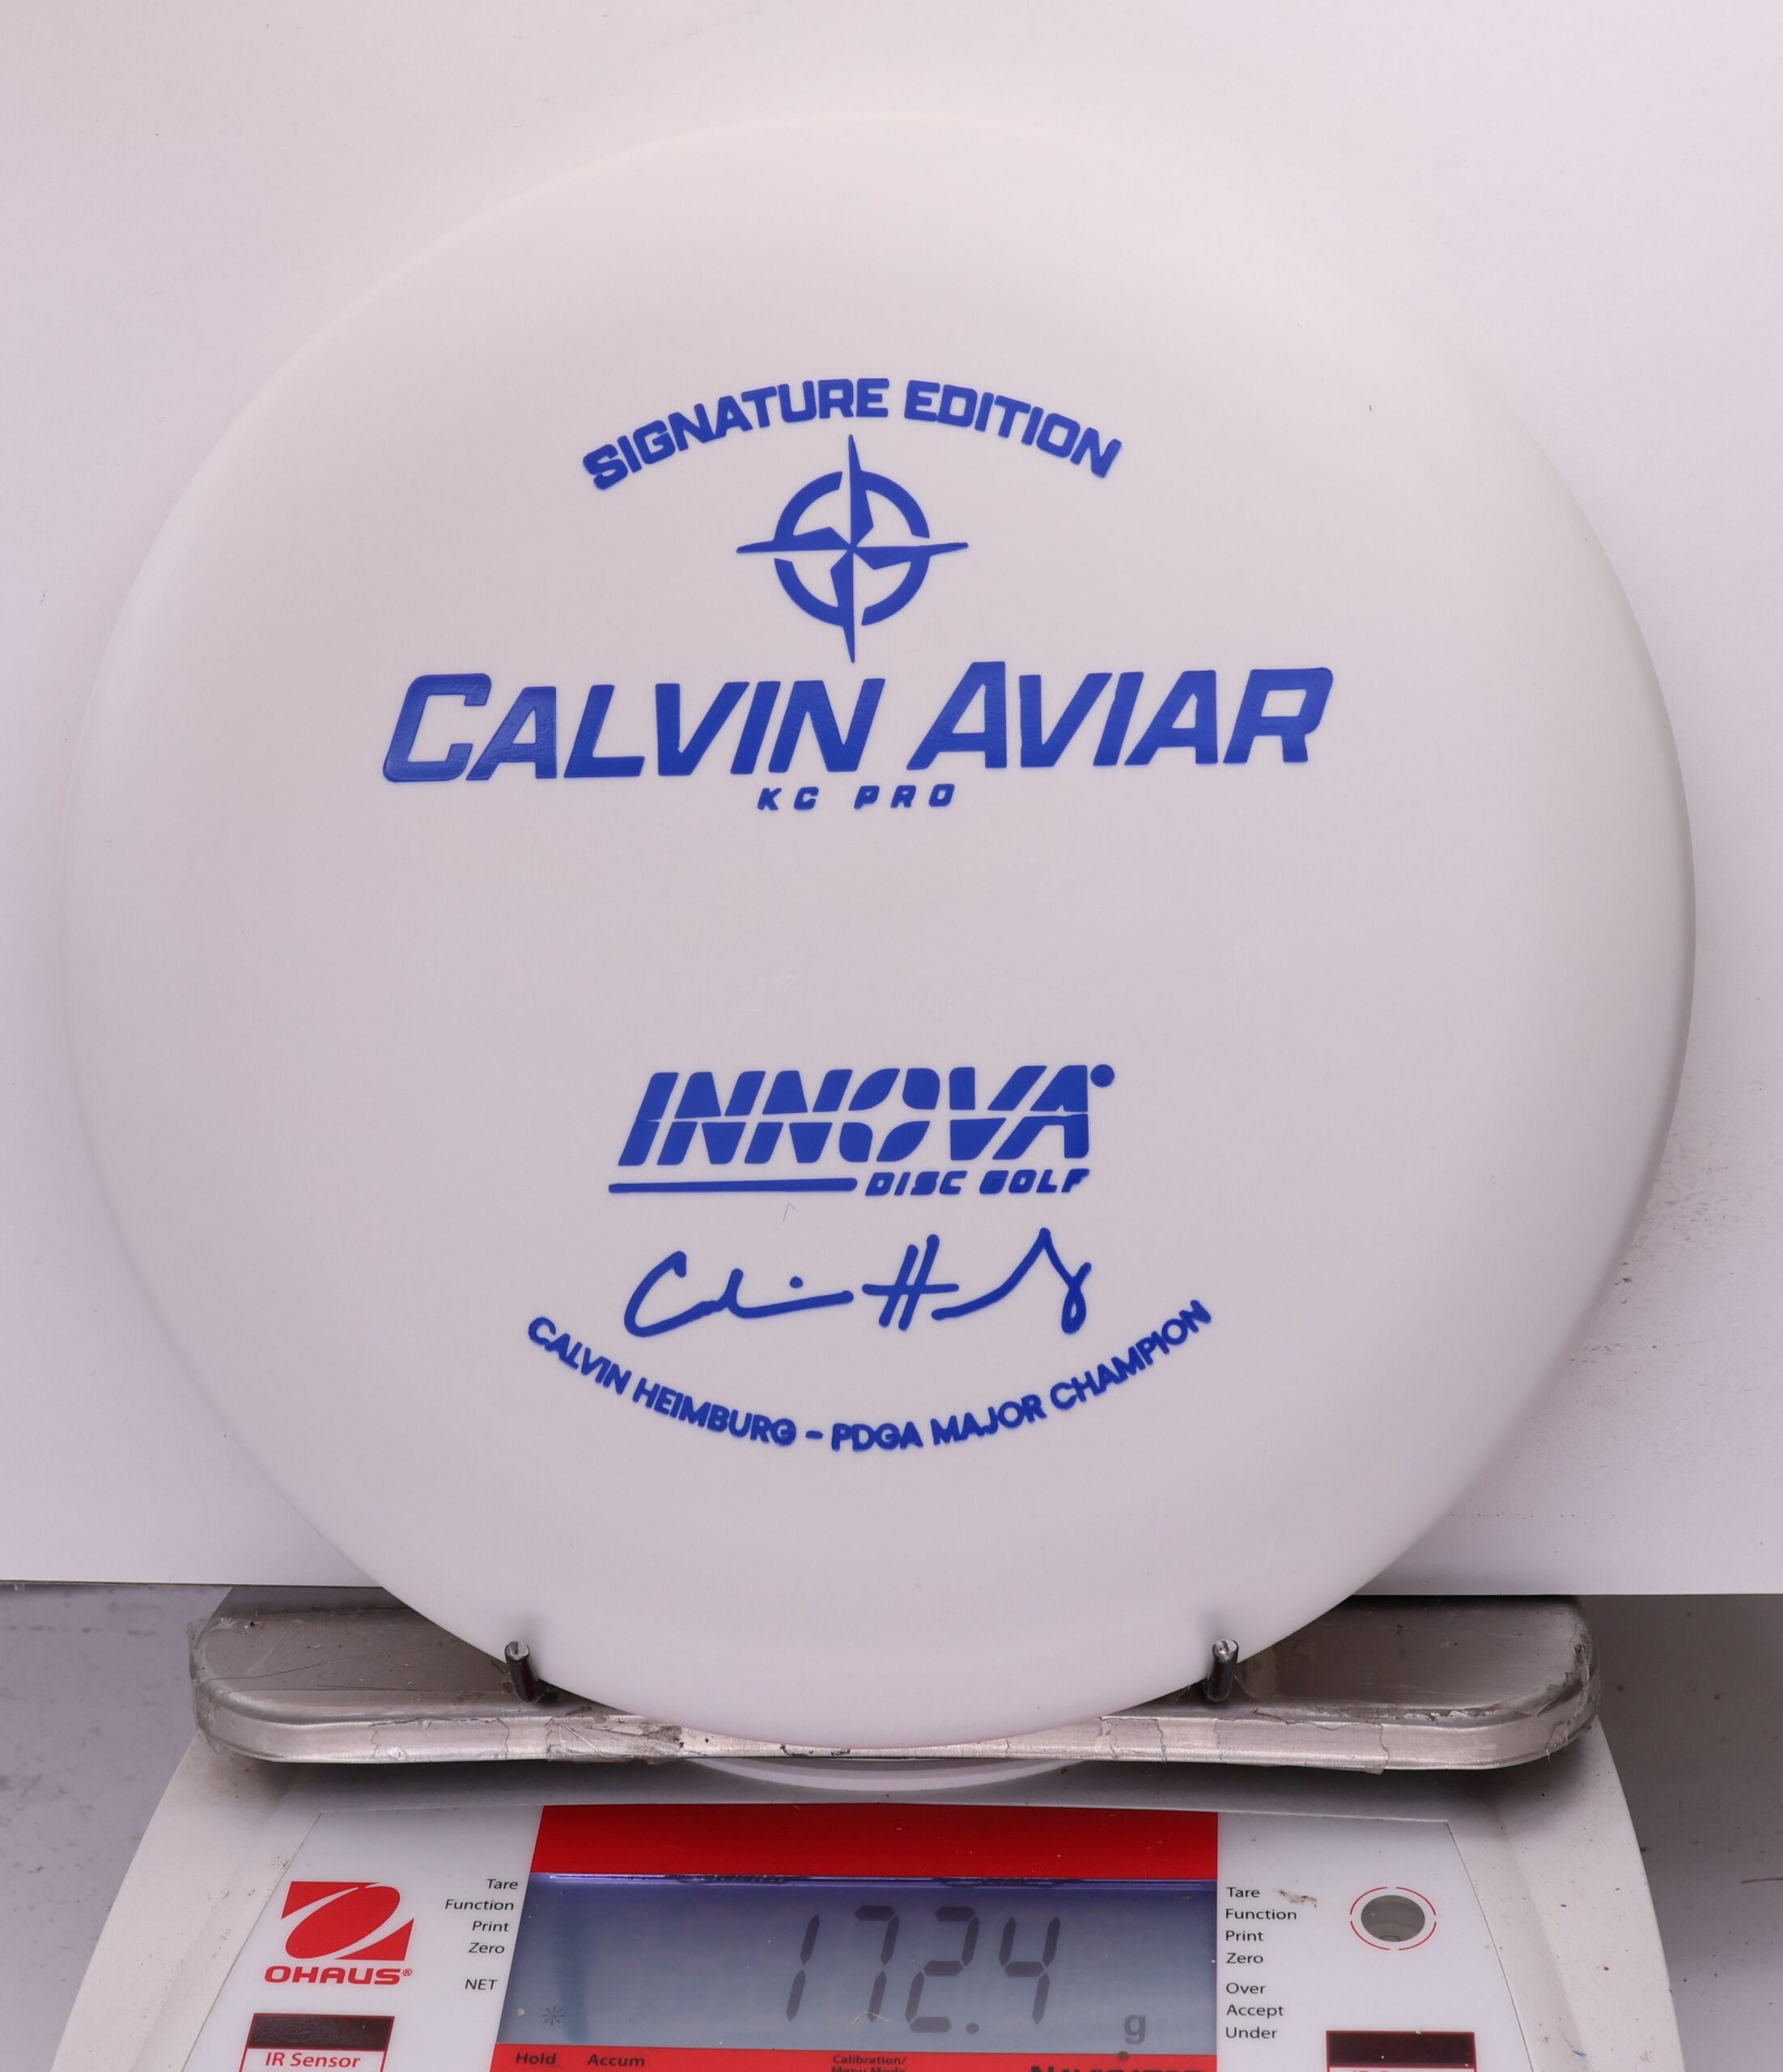 SIGNATURE EDITION
CALVIN AVIAR
KC PRO
INNOVA
DISC GOLF
CALVIN HEIMBURG - PDGA MAJOR CHAMPION
OHAUS®
Tare
Function
Print
Zero
NET
172.4 g
Tare
Function
Print
Zero
Over
Accept
Under
IR Sensor
Hold Accum
Calibration/